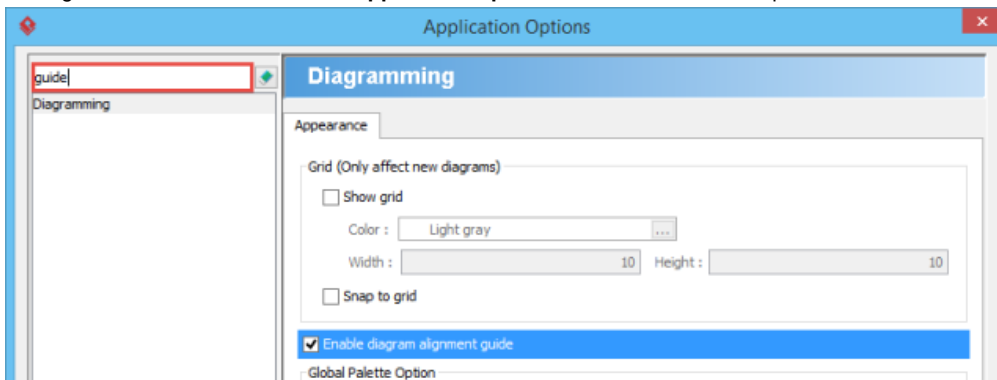 Application Options
guide
Diagramming
Diagramming
Appearance
Grid (Only affect new diagrams)
Show grid
Color : Light gray ...
Width : 10 Height : 10
Snap to grid
Enable diagram alignment guide
Global Palette Option